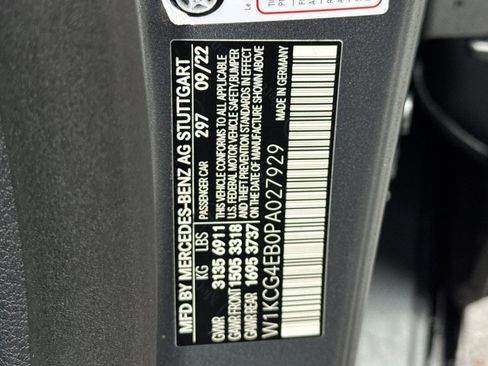 MFD BY MERCEDES-BENZ AG STUTTGART
PASSENGER CAR 297 09/22
KG LBS
GVWR 3135 6911
GAWR FRONT 1505 3318
GAWR REAR 1695 3737
THIS VEHICLE CONFORMS TO ALL APPLICABLE
U.S. FEDERAL MOTOR VEHICLE SAFETY, BUMPER
AND THEFT PREVENTION STANDARDS IN EFFECT
ON THE DATE OF MANUFACTURE SHOWN ABOVE
MADE IN GERMANY
W1KCG4EB0PA027929